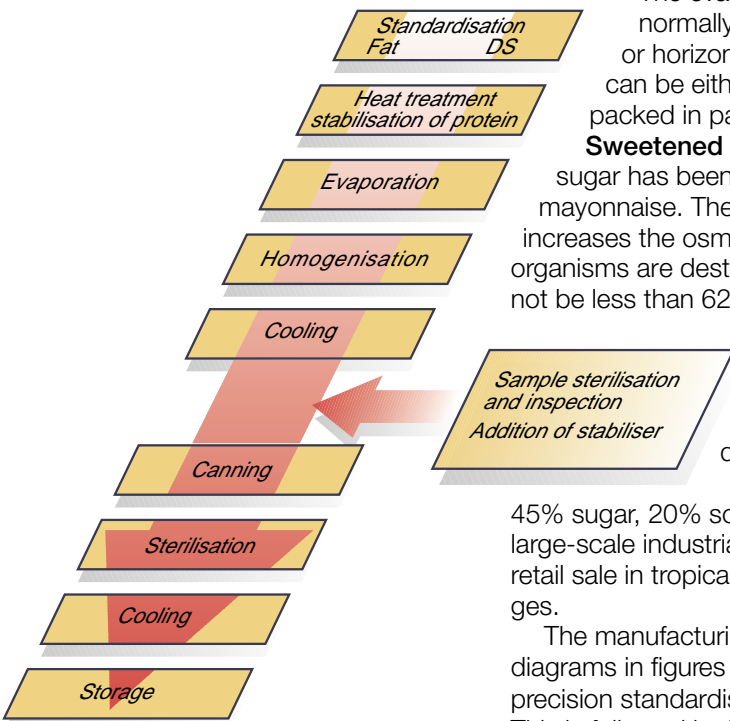 Standardisation
Fat DS
Heat treatment
stabilisation of protein
Evaporation
Homogenisation
Cooling
Sample sterilisation
and inspection
Addition of stabiliser
Canning
Sterilisation
Cooling
Storage
normally
or horizon
can be eith
packed in pa
Sweetened
sugar has been
mayonnaise. The
increases the osm
organisms are dest
not be less than 62
45% sugar, 20% so
large-scale industria
retail sale in tropica
ges.
The manufacturi
diagrams in figures
precision standardis